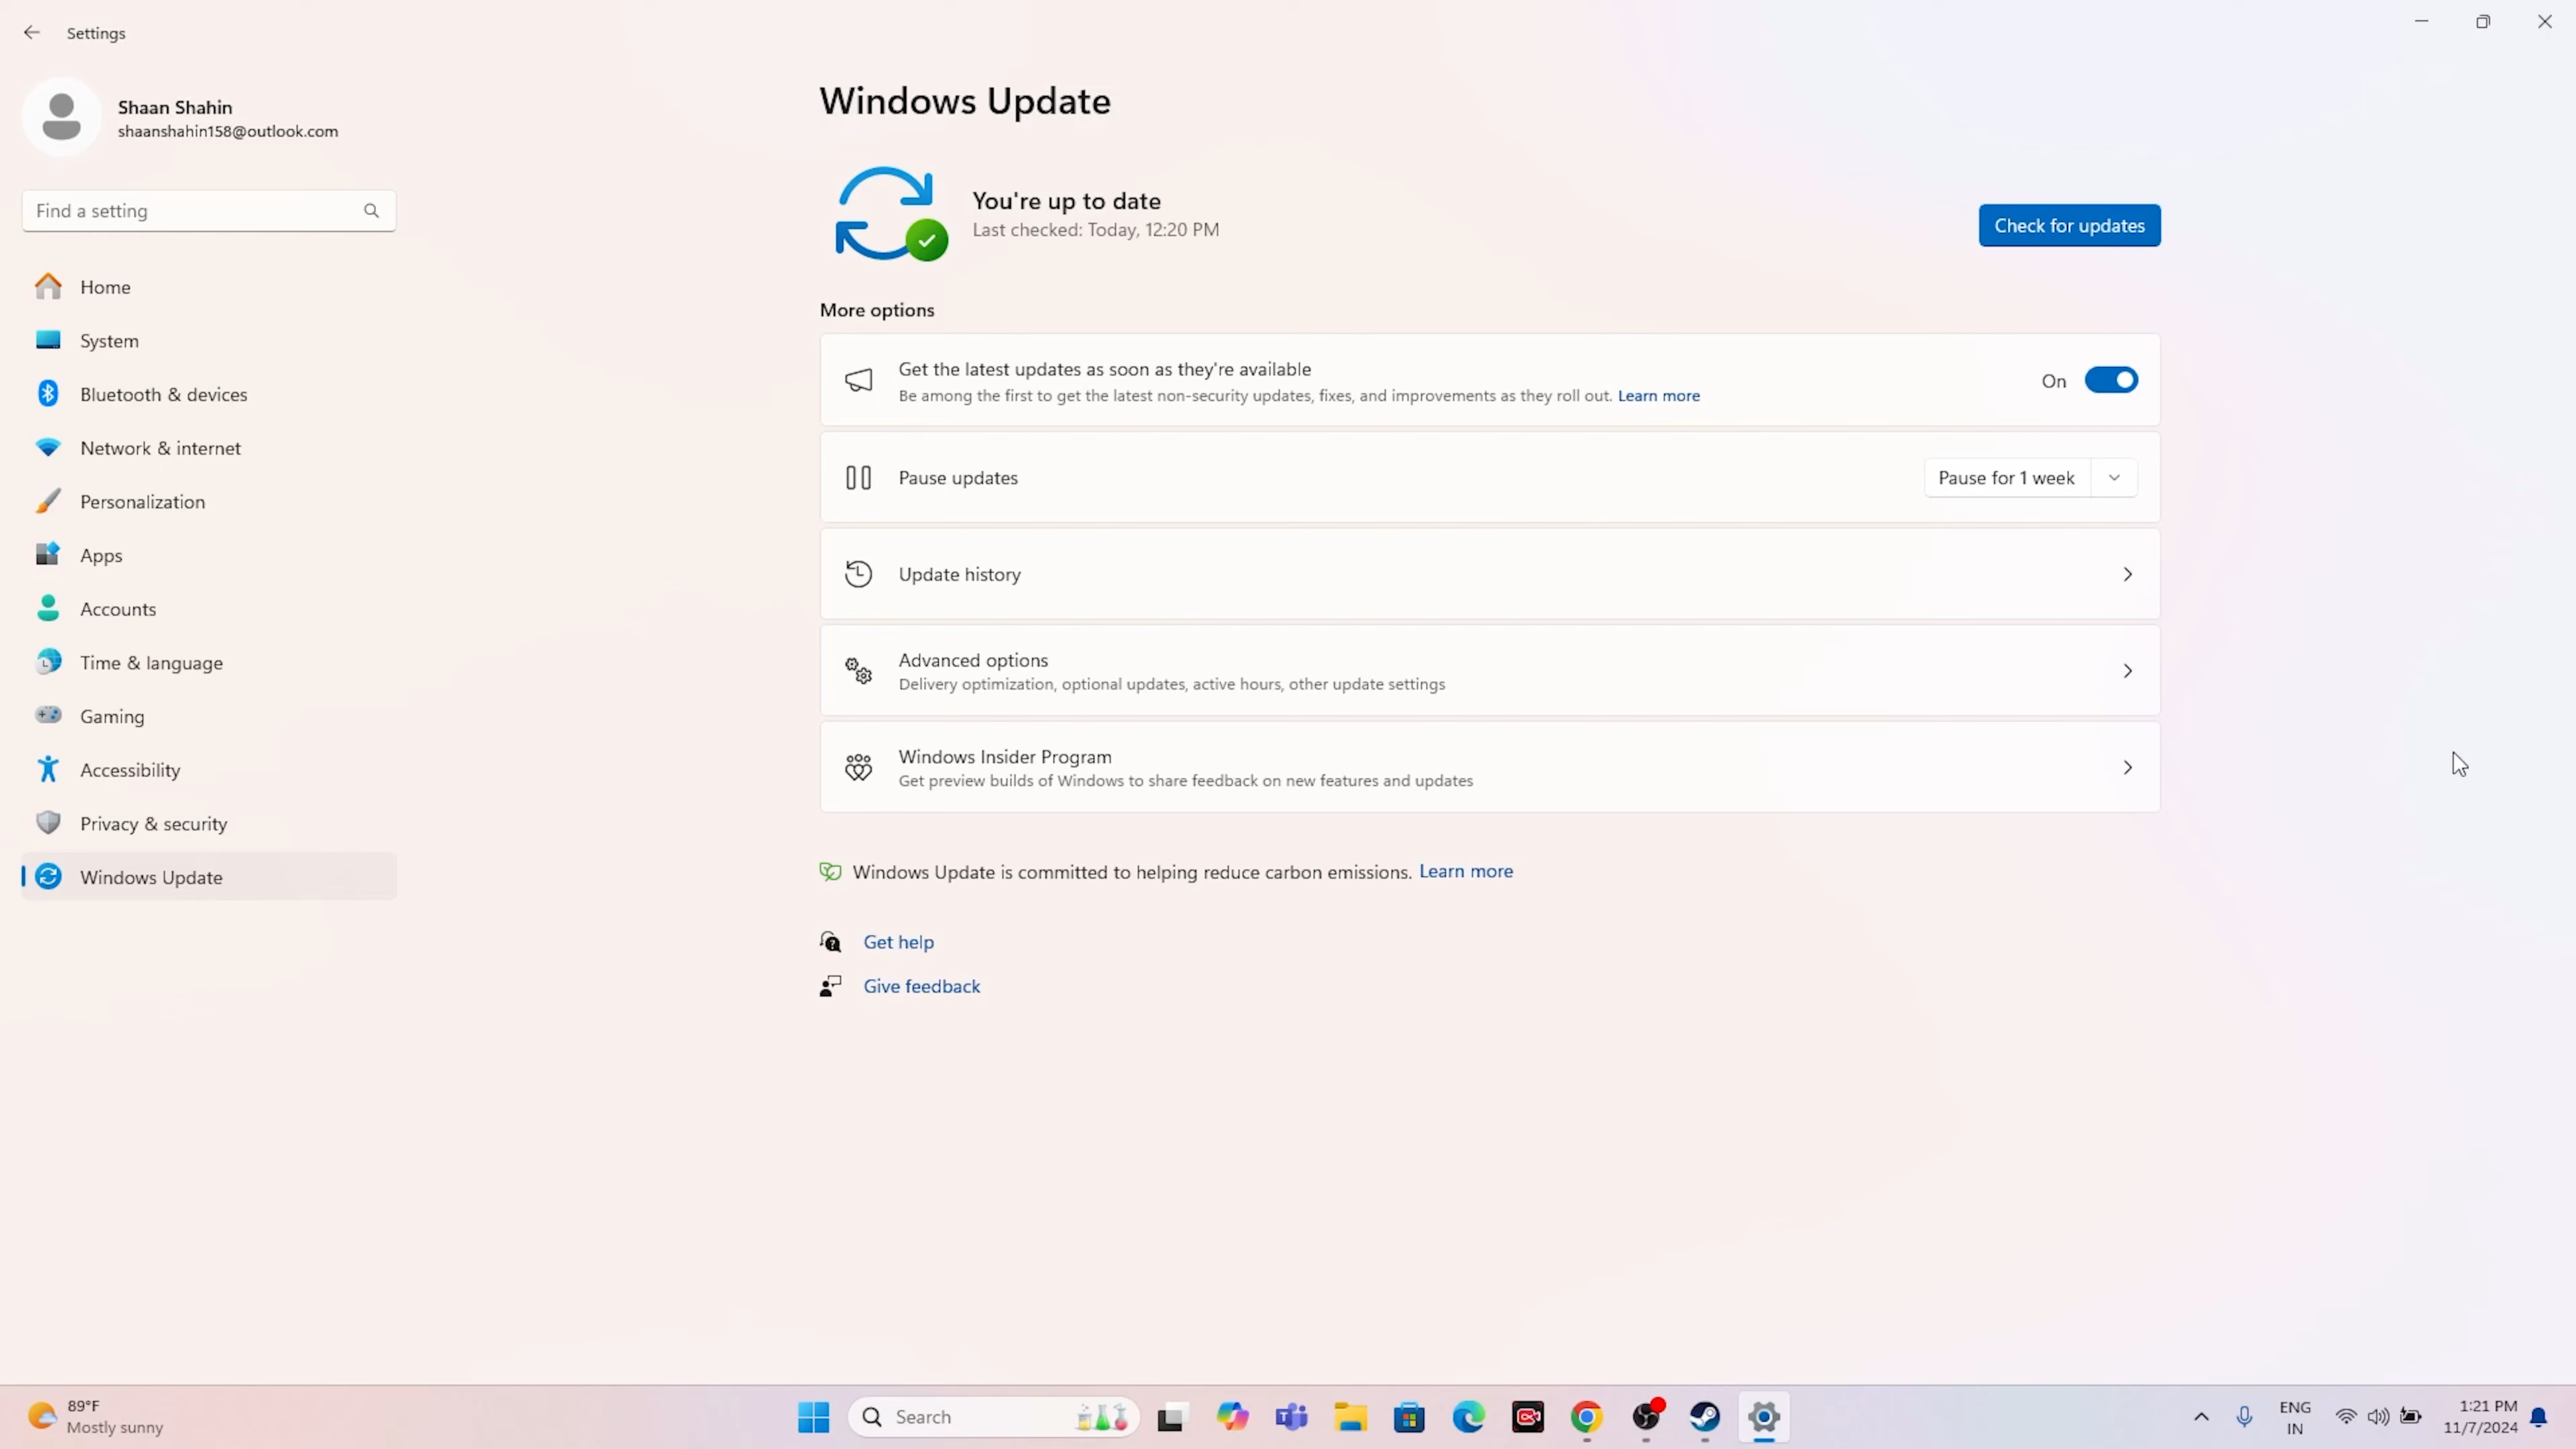 Settings
Shaan Shahin
shaanshahin158@outlook.com
Find a setting
Home
System
Bluetooth & devices
Network & internet
Personalization
Apps
Accounts
Time & language
Gaming
Accessibility
Privacy & security
Windows Update
Windows Update
You're up to date
Last checked: Today, 12:20 PM
Check for updates
More options
Get the latest updates as soon as they're available
Be among the first to get the latest non-security updates, fixes, and improvements as they roll out. Learn more
On
Pause updates
Pause for 1 week
Update history
Advanced options
Delivery optimization, optional updates, active hours, other update settings
Windows Insider Program
Get preview builds of Windows to share feedback on new features and updates
Windows Update is committed to helping reduce carbon emissions. Learn more
Get help
Give feedback
89°F
Mostly sunny
Search
ENG
IN
1:21 PM
11/7/2024